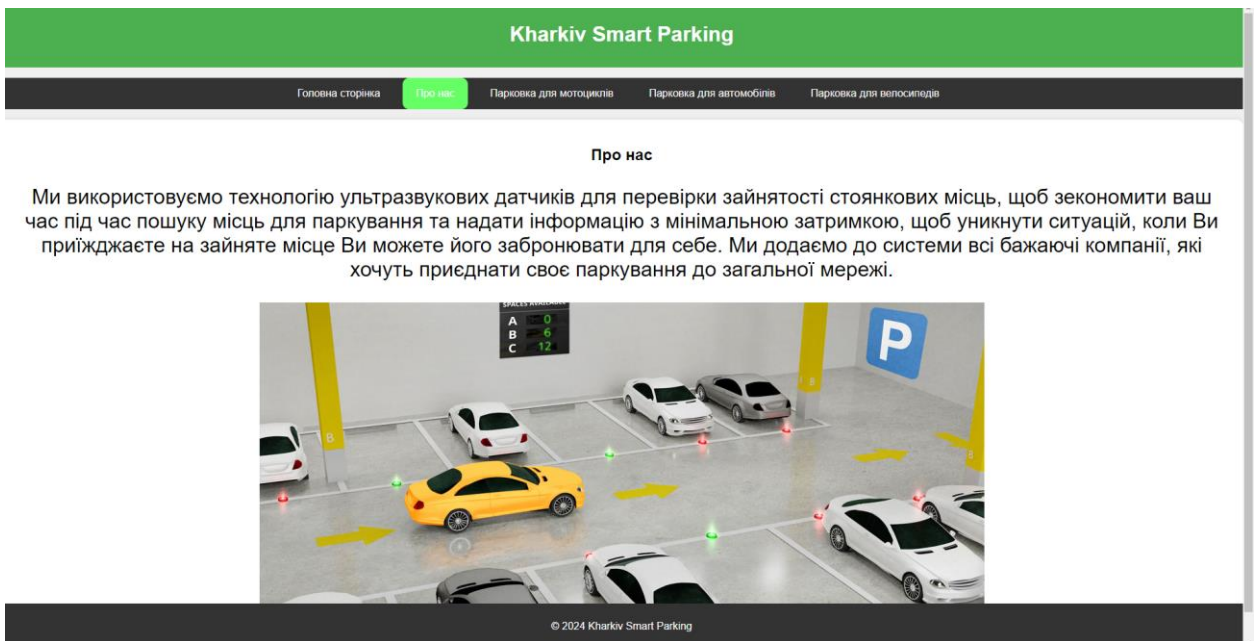 Kharkiv Smart Parking
Головна сторінка Про нас Парковка для мотоциклів Парковка для автомобілів Парковка для велосипедів
Про нас
Ми використовуємо технологію ультразвукових датчиків для перевірки зайнятості стоянкових місць, щоб зекономити ваш
час під час пошуку місць для паркування та надати інформацію з мінімальною затримкою, щоб уникнути ситуацій, коли Ви
приїжджаєте на зайняте місце Ви можете його забронювати для себе. Ми додаємо до системи всі бажаючі компанії, які
хочуть приєднати своє паркування до загальної мережі.
SPACES AVAILABLE
A 0
B 6
C 12
P
B
B
© 2024 Kharkiv Smart Parking